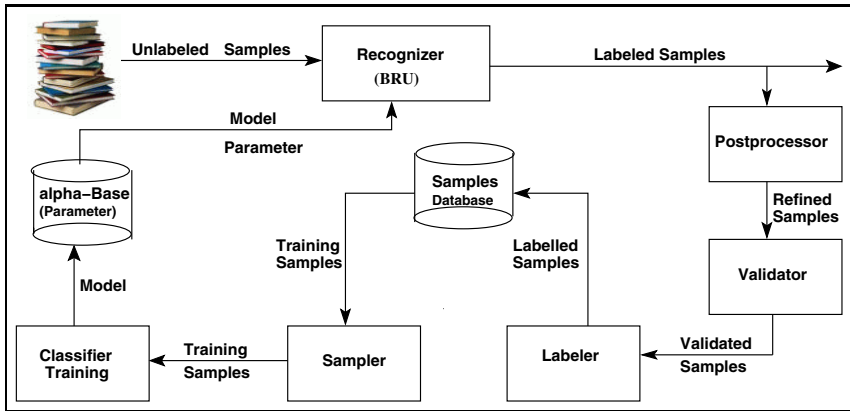 Unlabeled Samples
Recognizer
(BRU)
Labeled Samples
Model
Parameter
Postprocessor
alpha-Base
(Parameter)
Samples
Database
Refined
Samples
Training
Samples
Labelled
Samples
Validator
Model
Classifier
Training
Training
Samples
Sampler
Labeler
Validated
Samples